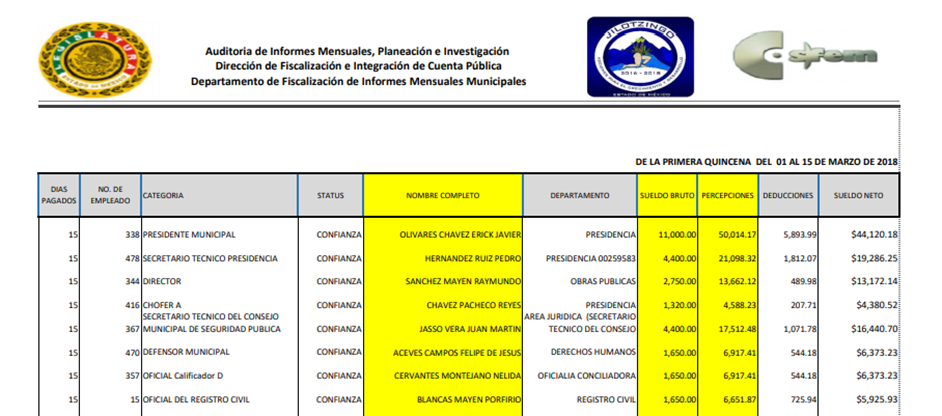 LEGISLATURA
ESTADO DE MÉXICO
Auditoria de Informes Mensuales, Planeación e Investigación
Dirección de Fiscalización e Integración de Cuenta Pública
Departamento de Fiscalización de Informes Mensuales Municipales
JILOTZINGO
2016 - 2018
ESTADO DE MÉXICO
osfem
DE LA PRIMERA QUINCENA DEL 01 AL 15 DE MARZO DE 2018
DIAS PAGADOS NO. DE EMPLEADO CATEGORIA STATUS NOMBRE COMPLETO DEPARTAMENTO SUELDO BRUTO PERCEPCIONES DEDUCCIONES SUELDO NETO
15 338 PRESIDENTE MUNICIPAL CONFIANZA OLIVARES CHAVEZ ERICK JAVIER PRESIDENCIA 11,000.00 50,014.17 5,893.99 $44,120.18
15 478 SECRETARIO TECNICO PRESIDENCIA CONFIANZA HERNANDEZ RUIZ PEDRO PRESIDENCIA 00259583 4,400.00 21,098.32 1,812.07 $19,286.25
15 344 DIRECTOR CONFIANZA SANCHEZ MAYEN RAYMUNDO OBRAS PUBLICAS 2,750.00 13,662.12 489.98 $13,172.14
15 416 CHOFER A CONFIANZA CHAVEZ PACHECO REYES PRESIDENCIA 1,320.00 4,588.23 207.71 $4,380.52
SECRETARIO TECNICO DEL CONSEJO AREA JURIDICA (SECRETARIO
15 367 MUNICIPAL DE SEGURIDAD PUBLICA CONFIANZA JASSO VERA JUAN MARTIN TECNICO DEL CONSEJO 4,400.00 17,512.48 1,071.78 $16,440.70
15 470 DEFENSOR MUNICIPAL CONFIANZA ACEVES CAMPOS FELIPE DE JESUS DERECHOS HUMANOS 1,650.00 6,917.41 544.18 $6,373.23
15 357 OFICIAL Calificador D CONFIANZA CERVANTES MONTEJANO NELIDA OFICIALIA CONCILIADORA 1,650.00 6,917.41 544.18 $6,373.23
15 15 OFICIAL DEL REGISTRO CIVIL CONFIANZA BLANCAS MAYEN PORFIRIO REGISTRO CIVIL 1,650.00 6,651.87 725.94 $5,925.93